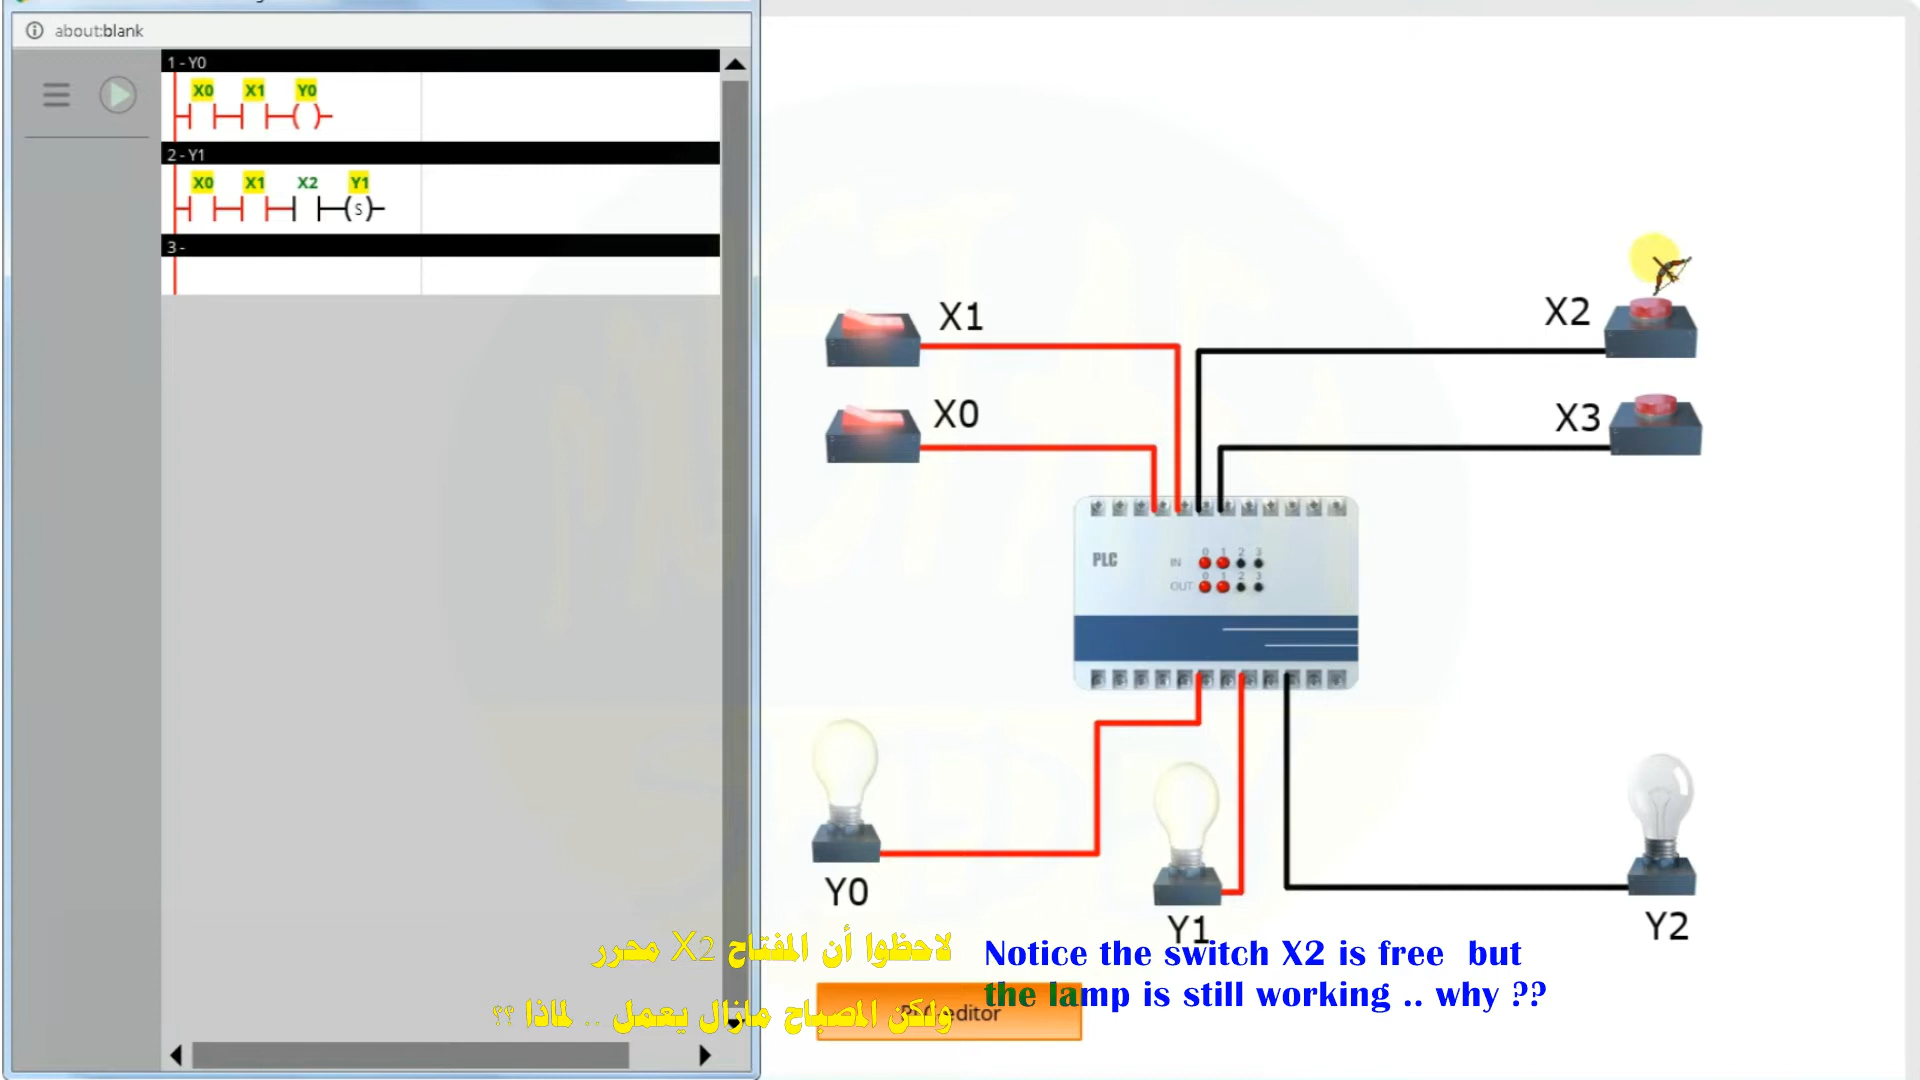 about:blank
1 - Y0
X0 X1 Y0
2 - Y1
X0 X1 X2 Y1
S
3 -
X1
X2
X0
X3
PLC
0 1 2 3
IN
0 1 2 3
OUT
Y0
Y1
Y2
لاحظوا أن المفتاح X2 محرر
ولكن المصباح مازال يعمل .. لماذا ؟؟
Notice the switch X2 is free but
the lamp is still working .. why ??
editor